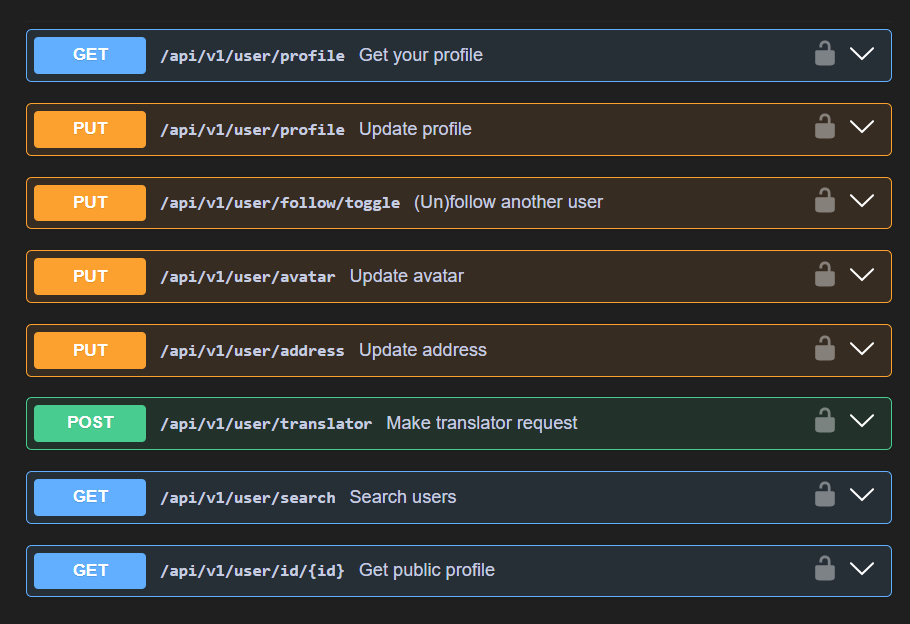 GET /api/v1/user/profile Get your profile
PUT /api/v1/user/profile Update profile
PUT /api/v1/user/follow/toggle (Un)follow another user
PUT /api/v1/user/avatar Update avatar
PUT /api/v1/user/address Update address
POST /api/v1/user/translator Make translator request
GET /api/v1/user/search Search users
GET /api/v1/user/id/{id} Get public profile